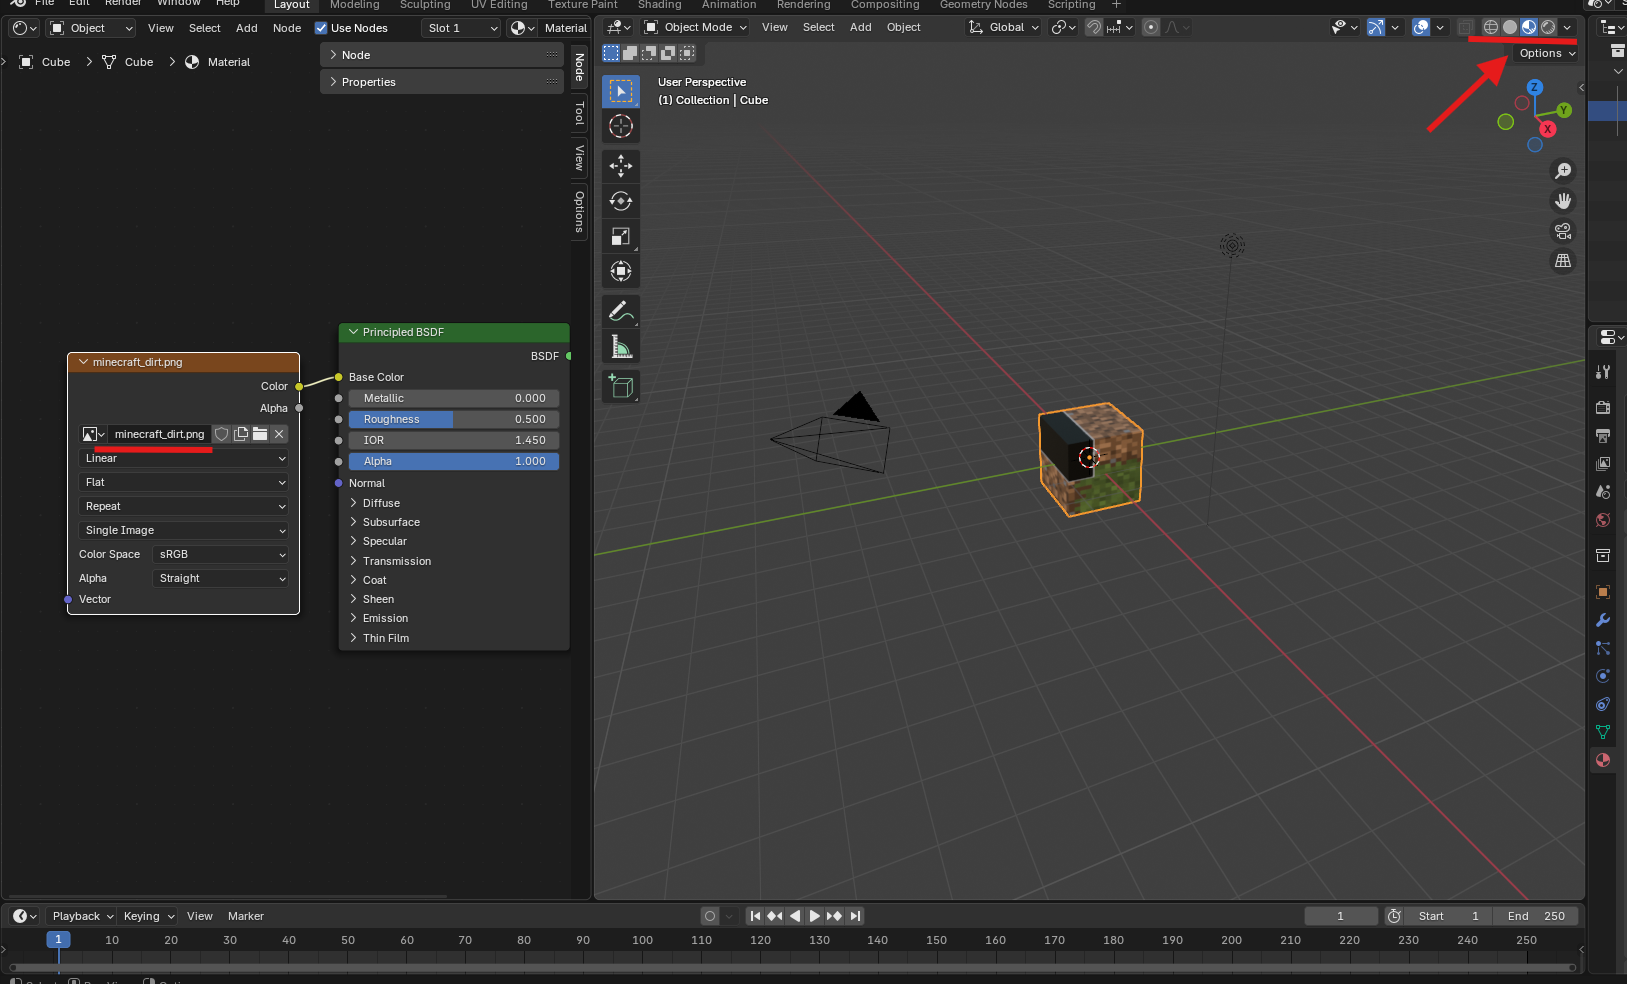 File Edit Render Window Help Layout Modeling Sculpting UV Editing Texture Paint Shading Animation Rendering Compositing Geometry Nodes Scripting
Object View Select Add Node Use Nodes Slot 1 Material
Cube Cube Material
Node
Properties
Node
Tool
View
Options
minecraft_dirt.png
Color
Alpha
minecraft_dirt.png
Linear
Flat
Repeat
Single Image
Color Space sRGB
Alpha Straight
Vector
Principled BSDF
BSDF
Base Color
Metallic 0.000
Roughness 0.500
IOR 1.450
Alpha 1.000
Normal
Diffuse
Subsurface
Specular
Transmission
Coat
Sheen
Emission
Thin Film
Object Mode View Select Add Object Global
Options
User Perspective
(1) Collection | Cube
Z
Y
X
Playback Keying View Marker
1 Start 1 End 250
1 10 20 30 40 50 60 70 80 90 100 110 120 130 140 150 160 170 180 190 200 210 220 230 240 250